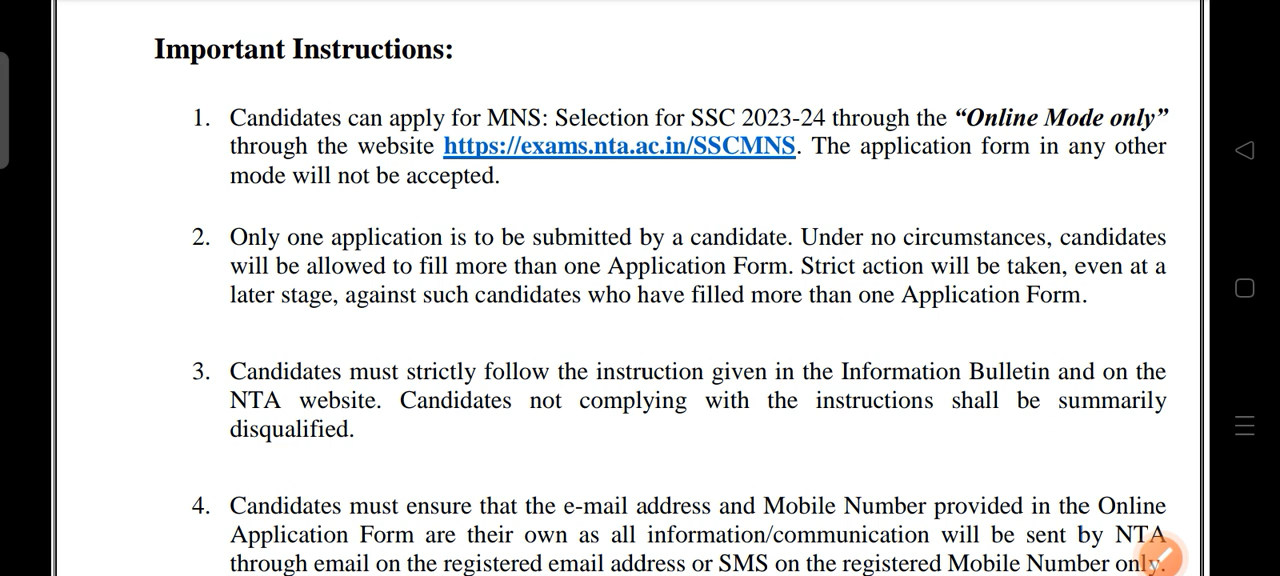 Important Instructions:
1. Candidates can apply for MNS: Selection for SSC 2023-24 through the “Online Mode only”
through the website https://exams.nta.ac.in/SSCMNS. The application form in any other
mode will not be accepted.
2. Only one application is to be submitted by a candidate. Under no circumstances, candidates
will be allowed to fill more than one Application Form. Strict action will be taken, even at a
later stage, against such candidates who have filled more than one Application Form.
3. Candidates must strictly follow the instruction given in the Information Bulletin and on the
NTA website. Candidates not complying with the instructions shall be summarily
disqualified.
4. Candidates must ensure that the e-mail address and Mobile Number provided in the Online
Application Form are their own as all information/communication will be sent by NTA
through email on the registered email address or SMS on the registered Mobile Number only.